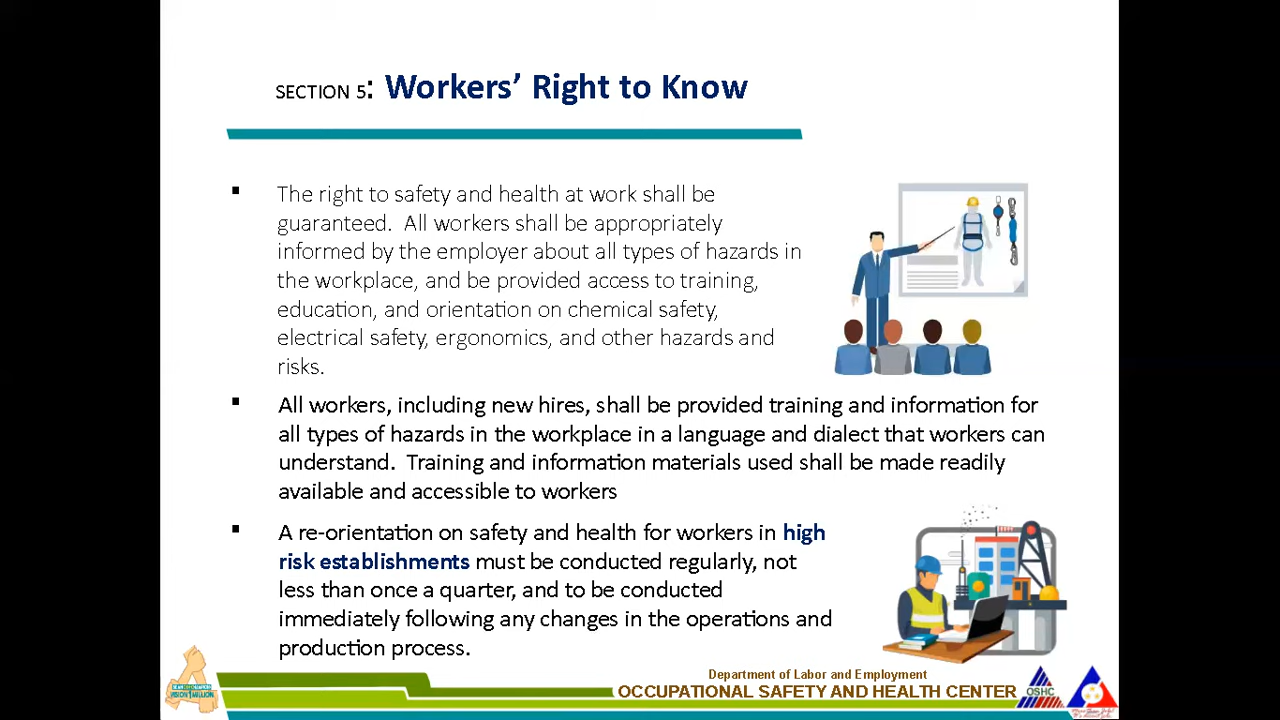 SECTION 5: Workers' Right to Know
▪ The right to safety and health at work shall be
guaranteed. All workers shall be appropriately
informed by the employer about all types of hazards in
the workplace, and be provided access to training,
education, and orientation on chemical safety,
electrical safety, ergonomics, and other hazards and
risks.
▪ All workers, including new hires, shall be provided training and information for
all types of hazards in the workplace in a language and dialect that workers can
understand. Training and information materials used shall be made readily
available and accessible to workers
▪ A re-orientation on safety and health for workers in high
risk establishments must be conducted regularly, not
less than once a quarter, and to be conducted
immediately following any changes in the operations and
production process.
Department of Labor and Employment
OCCUPATIONAL SAFETY AND HEALTH CENTER
OSHC